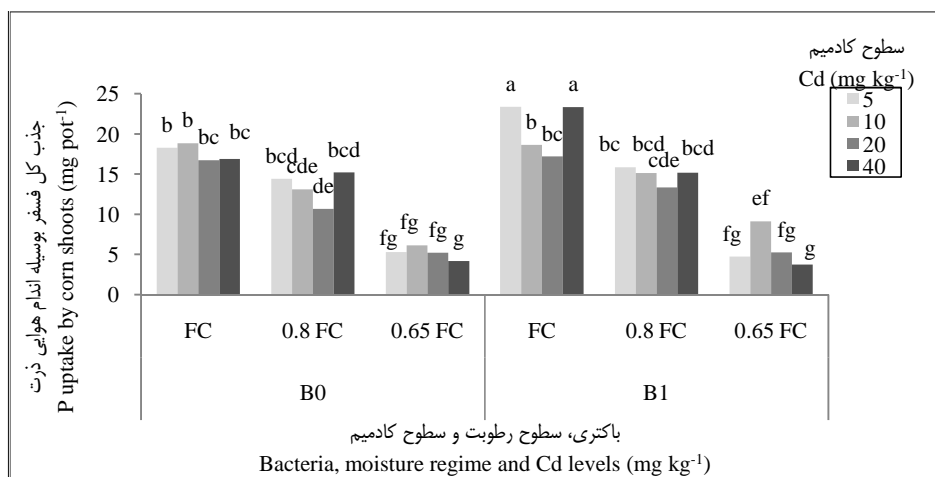 سطوح کادمیم
Cd (mg kg-1)
5
10
20
40
جذب کل فسفر بوسیله اندام هوایی ذرت
P uptake by corn shoots (mg pot-1)
25
20
15
10
5
0
b b bc bc
bcd cde de bcd
fg fg fg g
a b bc a
bc bcd cde bcd
fg ef fg g
FC 0.8 FC 0.65 FC FC 0.8 FC 0.65 FC
B0 B1
باکتری، سطوح رطوبت و سطوح کادمیم
Bacteria, moisture regime and Cd levels (mg kg-1)